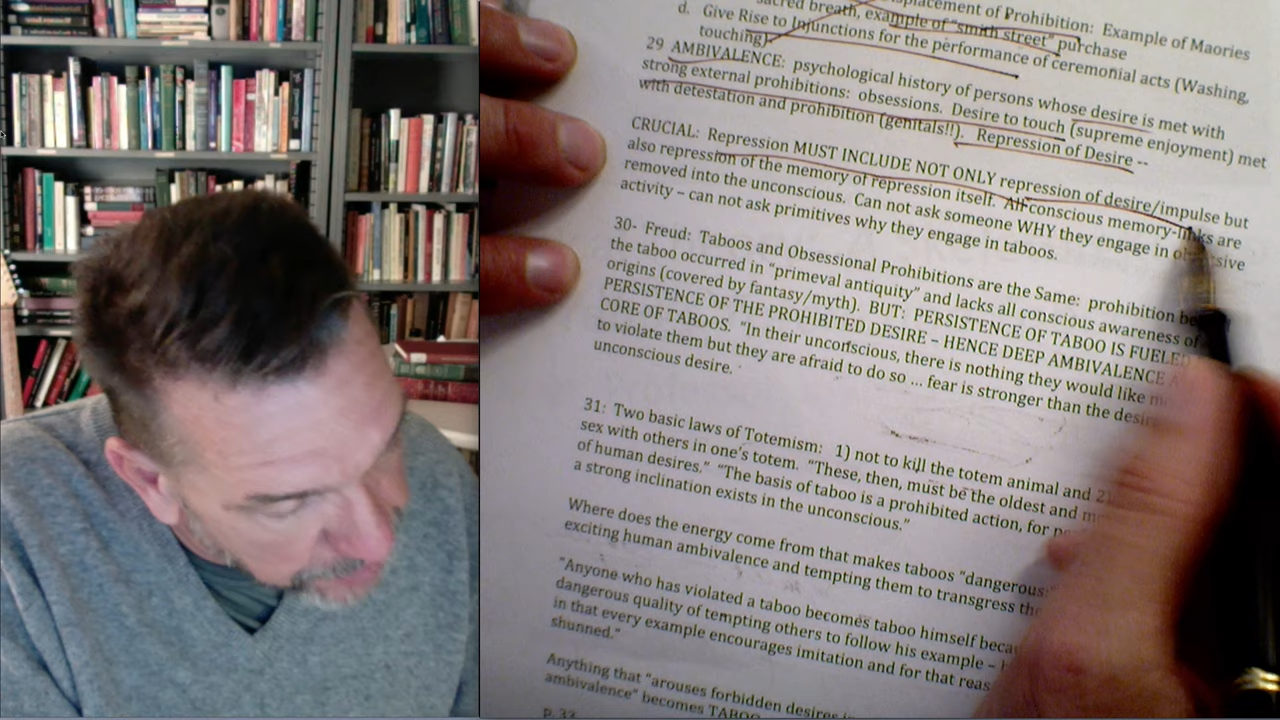 splacement of Prohibition: Example of Maories
sacred breath, example of "smith street" purchase
d. Give Rise to Injunctions for the performance of ceremonial acts (Washing,
touching)
29 AMBIVALENCE: psychological history of persons whose desire is met with
strong external prohibitions: obsessions. Desire to touch (supreme enjoyment) met
with detestation and prohibition (genitals!!). Repression of Desire --
CRUCIAL: Repression MUST INCLUDE NOT ONLY repression of desire/impulse but
also repression of the memory of repression itself. All conscious memory-links are
removed into the unconscious. Can not ask someone WHY they engage in
activity – can not ask primitives why they engage in taboos.
30- Freud: Taboos and Obsessional Prohibitions are the Same: prohibition
the taboo occurred in "primeval antiquity" and lacks all conscious awareness of
origins (covered by fantasy/myth). BUT: PERSISTENCE OF TABOO IS FUELED
PERSISTENCE OF THE PROHIBITED DESIRE – HENCE DEEP AMBIVALENCE
CORE OF TABOOS. "In their unconscious, there is nothing they would like
to violate them but they are afraid to do so ... fear is stronger than the
unconscious desire.
31: Two basic laws of Totemism: 1) not to kill the totem animal and
sex with others in one's totem. "These, then, must be the oldest and
of human desires." "The basis of taboo is a prohibited action, for
a strong inclination exists in the unconscious."
Where does the energy come from that makes taboos "dangerous:"
exciting human ambivalence and tempting them to transgress
"Anyone who has violated a taboo becomes taboo himself
dangerous quality of tempting others to follow his example –
in that every example encourages imitation and for that
shunned."
Anything that "arouses forbidden desires
ambivalence" becomes TABOO
p. 33